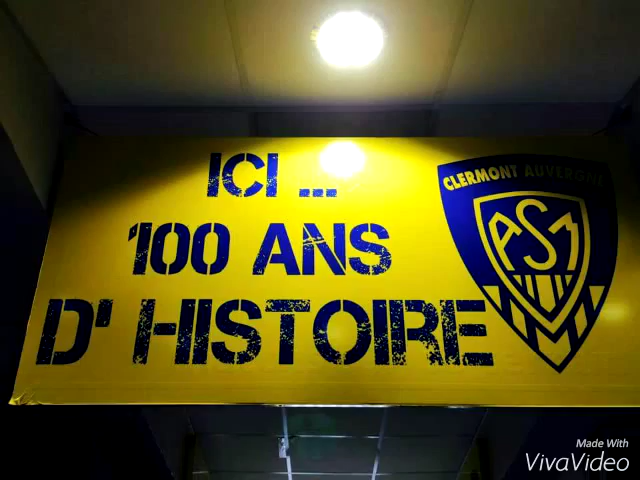 ICI ...
100 ANS
D' HISTOIRE
CLERMONT AUVERGNE
ASM
Made With
VivaVideo